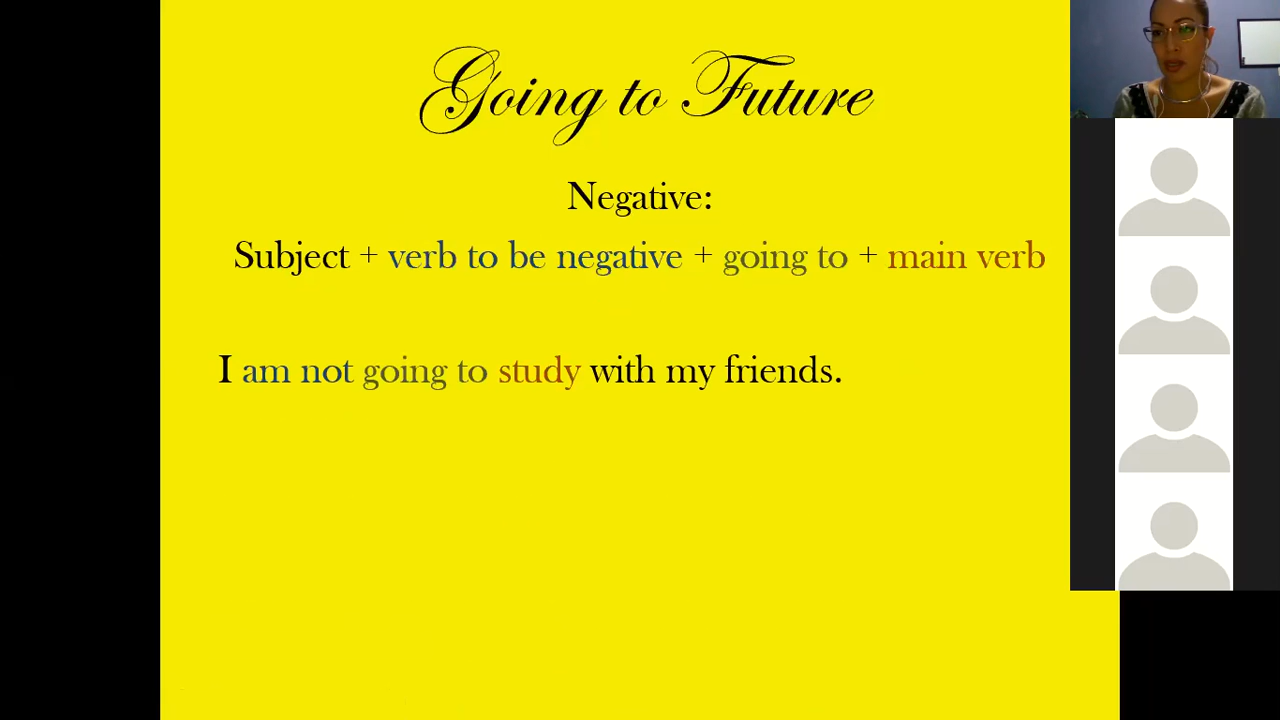 Going to Future
Negative:
Subject + verb to be negative + going to + main verb
I am not going to study with my friends.